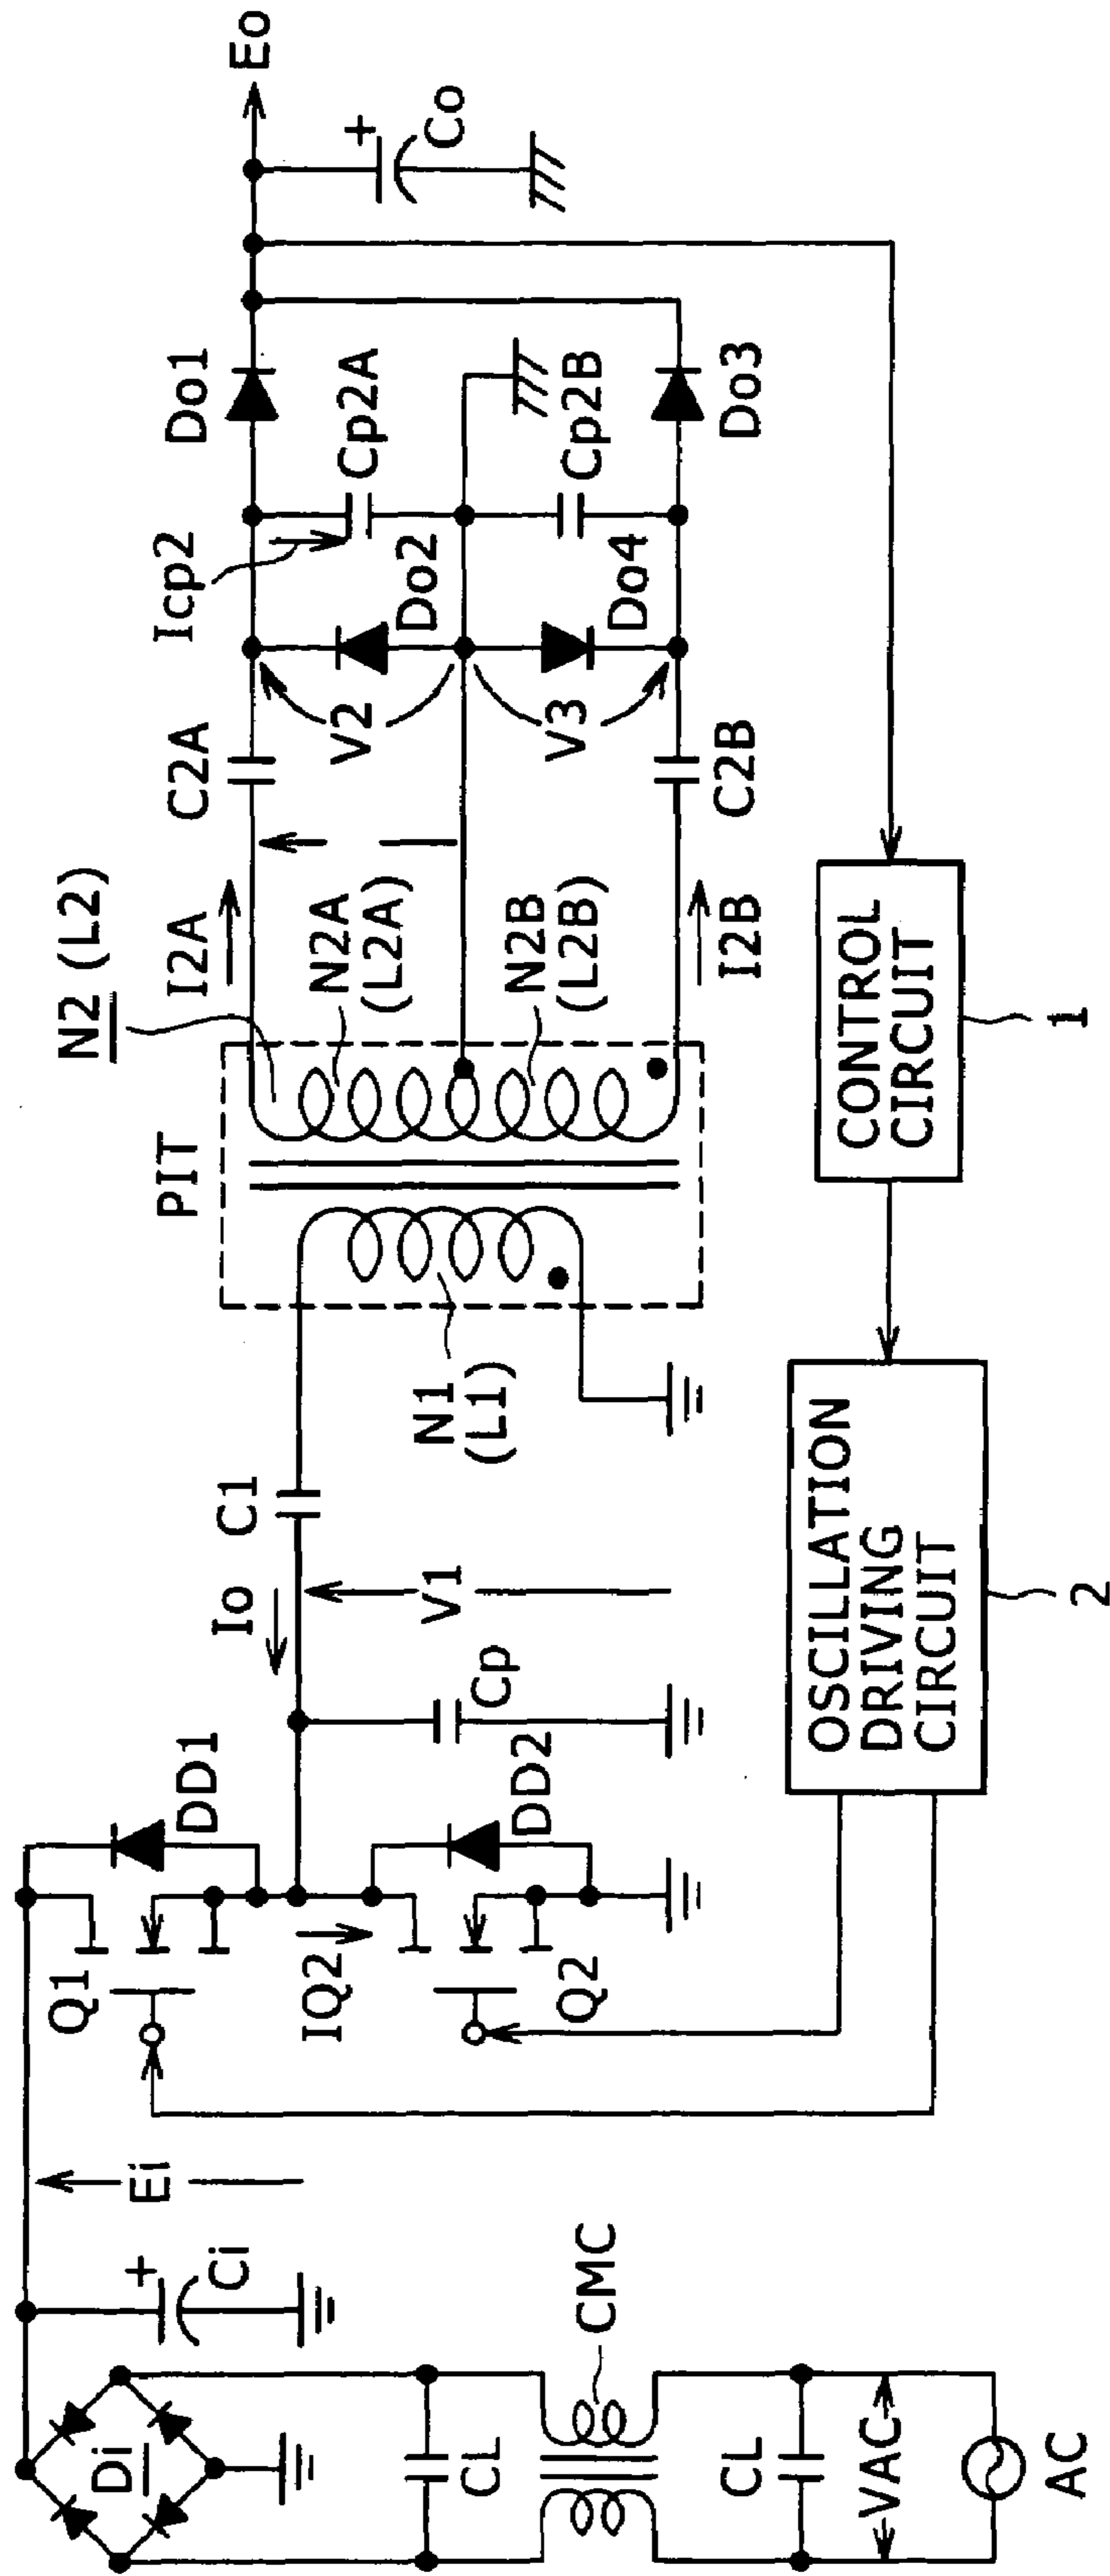 AC
VAC
CL
CMC
CL
Di
+
Ci
Ei
Q1
DD1
IQ2
Q2
DD2
Io
Cp
V1
C1
N1
(L1)
PIT
N2 (L2)
N2A
(L2A)
N2B
(L2B)
I2A
I2B
C2A
C2B
V2
V3
Icp2
Do2
Do4
Cp2A
Cp2B
Do1
Do3
+
Co
Eo
OSCILLATION
DRIVING
CIRCUIT
2
CONTROL
CIRCUIT
1